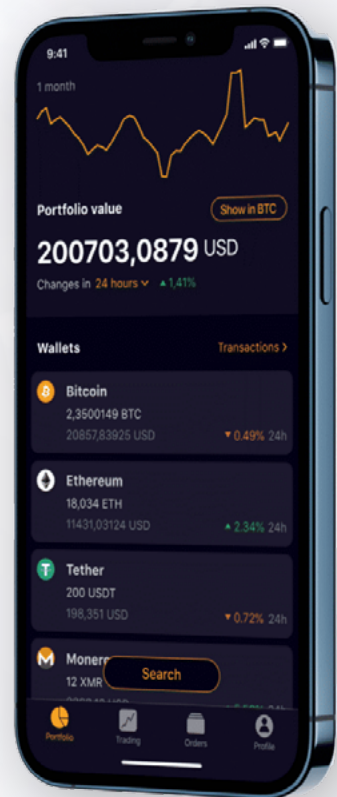 9:41
1 month
Portfolio value
Show in BTC
200703,0879 USD
Changes in 24 hours ▲ 1,41%
Wallets
Transactions >
Bitcoin
2,3500149 BTC
20857,83925 USD ▼ 0.49% 24h
Ethereum
18,034 ETH
11431,03124 USD ▲ 2.34% 24h
Tether
200 USDT
198,351 USD ▼ 0.72% 24h
Search
12 XMR
Portfolio
Trading
Orders
Profile